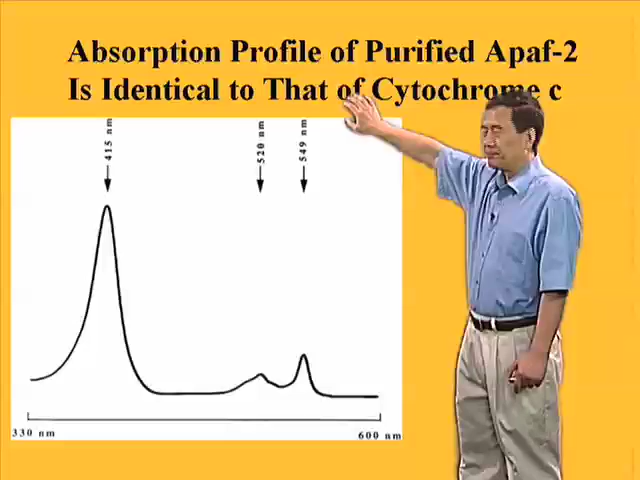 Absorption Profile of Purified Apaf-2
Is Identical to That of Cytochrome c
415 nm
520 nm
549 nm
330 nm
600 nm